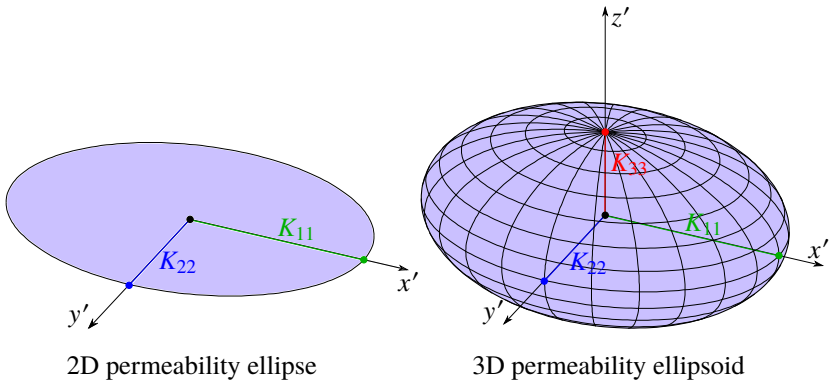 K₁₁
K₂₂
x′
y′
2D permeability ellipse
z′
K₃₃
K₁₁
K₂₂
x′
y′
3D permeability ellipsoid